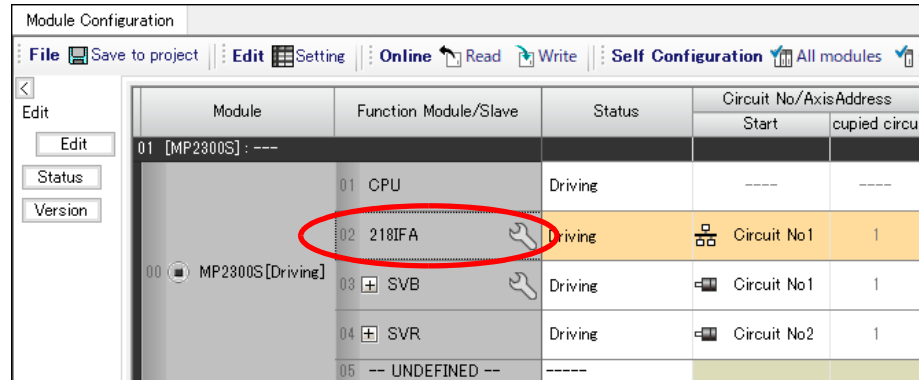 Module Configuration
File Save to project Edit Setting Online Read Write Self Configuration All modules
Edit
Edit
Status
Version
Module Function Module/Slave Status Circuit No/AxisAddress
Start cupied circu
01 [MP2300S] : ---
00 MP2300S[Driving]
01 CPU Driving ---- ----
02 218IFA Driving Circuit No1 1
03 SVB Driving Circuit No1 1
04 SVR Driving Circuit No2 1
05 -- UNDEFINED -- -----